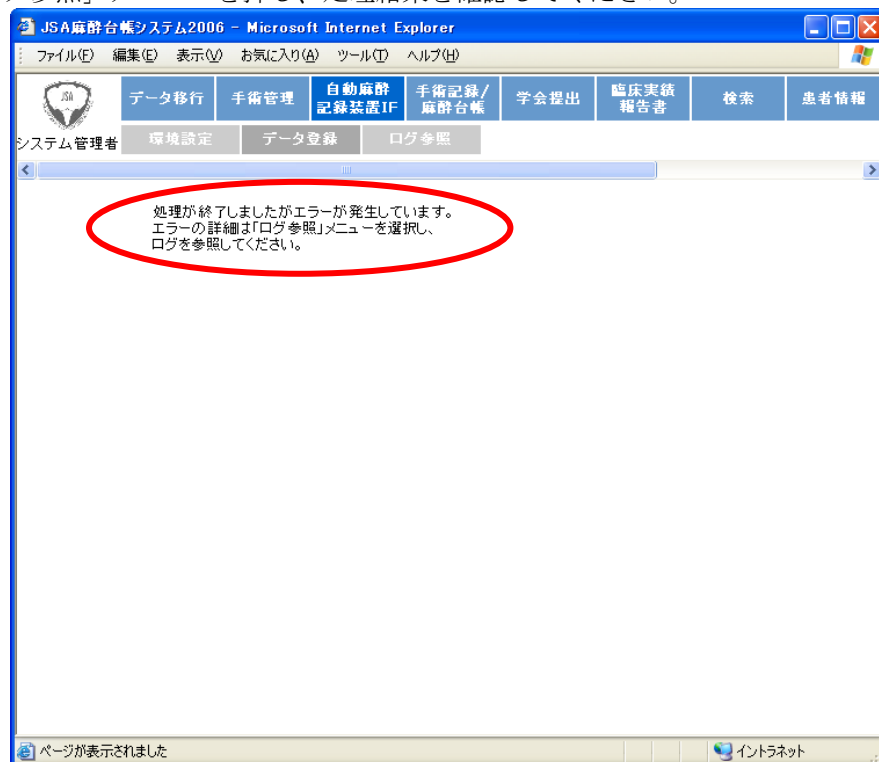 JSA麻酔台帳システム2006 - Microsoft Internet Explorer
ファイル(F) 編集(E) 表示(V) お気に入り(A) ツール(T) ヘルプ(H)
JSA
データ移行 手術管理 自動麻酔記録装置IF 手術記録/麻酔台帳 学会提出 臨床実績報告書 検索 患者情報
システム管理者 環境設定 データ登録 ログ参照
処理が終了しましたがエラーが発生しています。
エラーの詳細は「ログ参照」メニューを選択し、
ログを参照してください。
ページが表示されました イントラネット